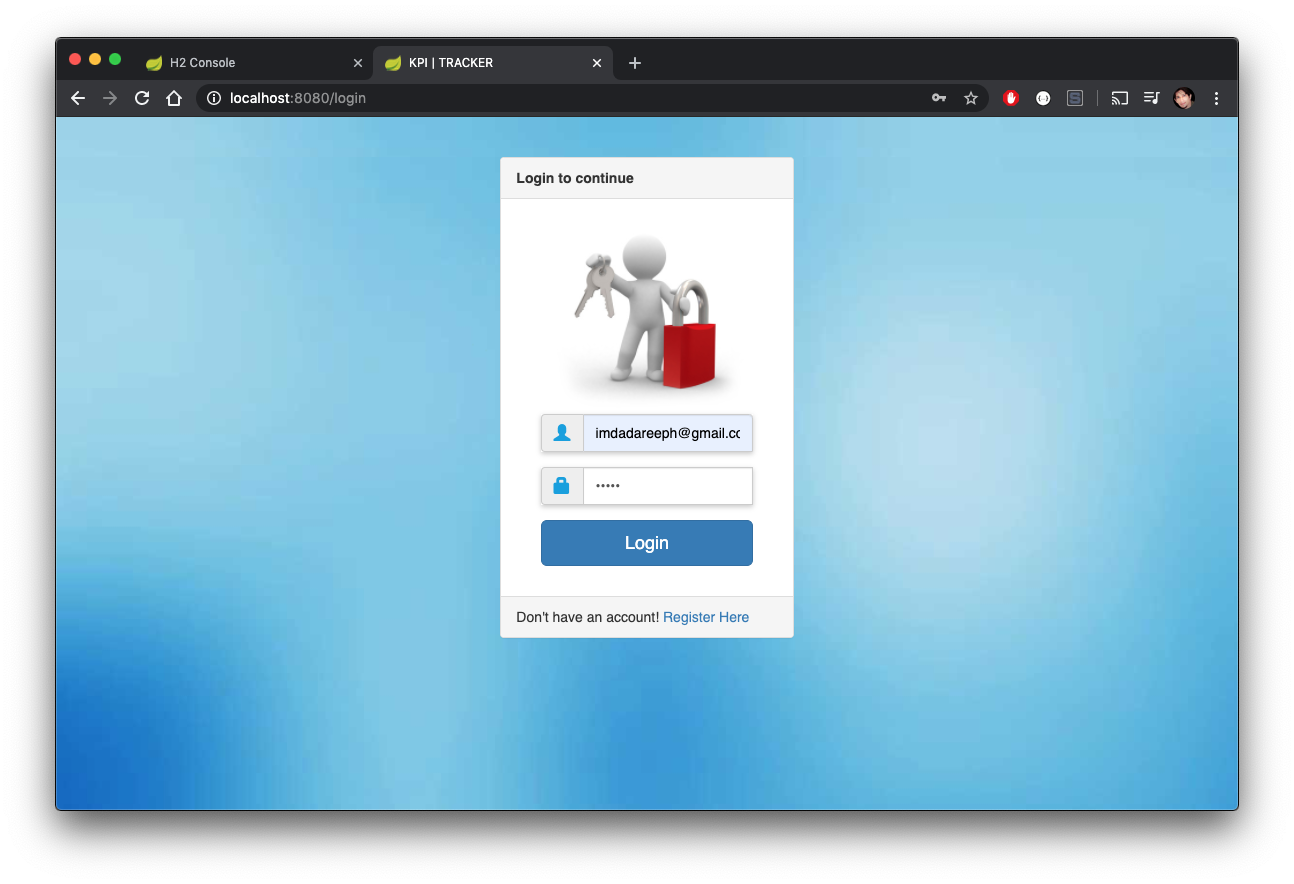 H2 Console
KPI | TRACKER
localhost:8080/login
Login to continue
imdadareeph@gmail.cc
•••••
Login
Don't have an account! Register Here